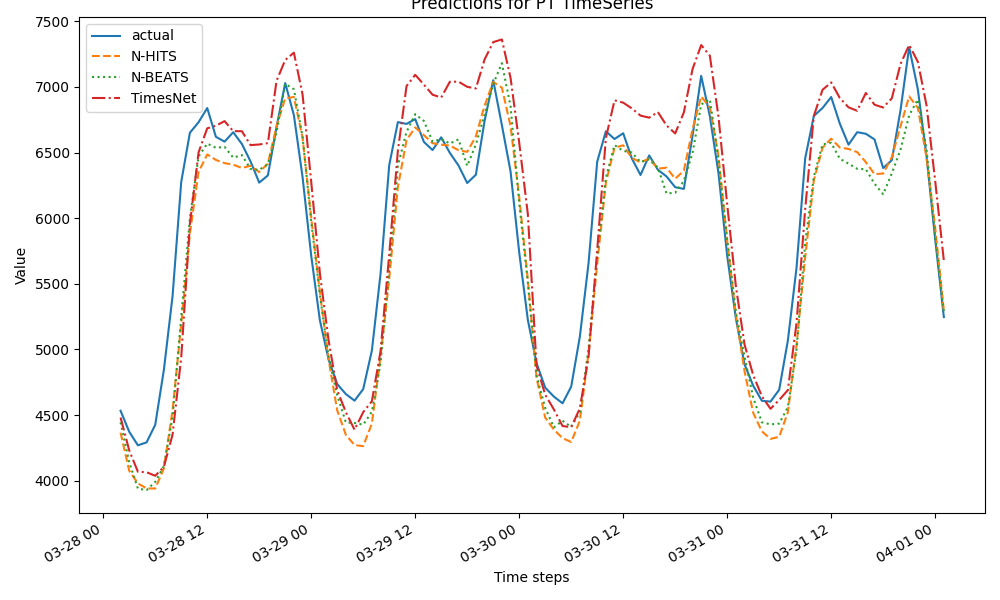 Predictions for PT TimeSeries
7500
7000
6500
6000
5500
5000
4500
4000
Value
actual
N-HITS
N-BEATS
TimesNet
03-28 00
03-28 12
03-29 00
03-29 12
03-30 00
03-30 12
03-31 00
03-31 12
04-01 00
Time steps